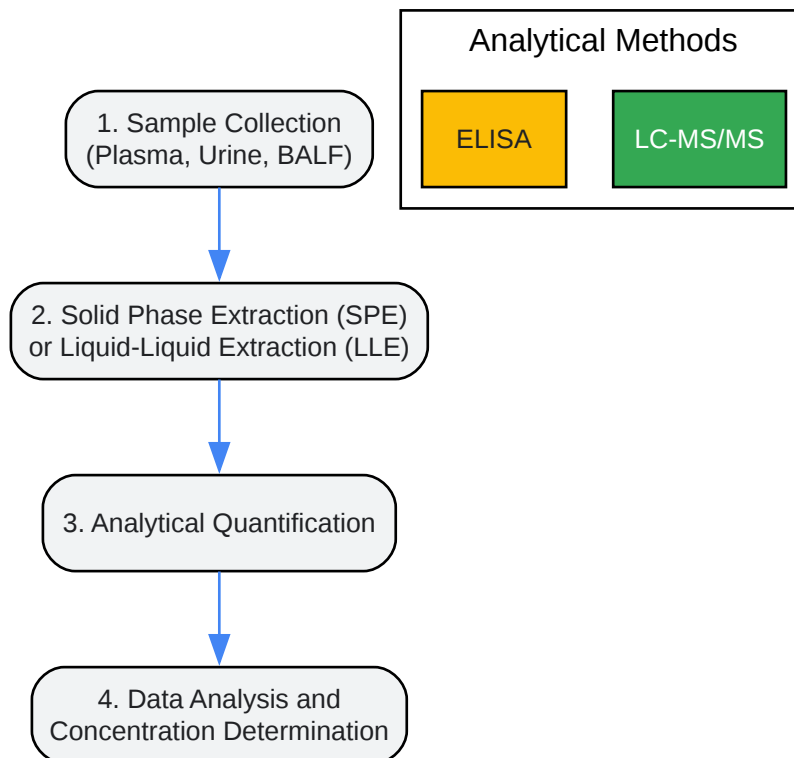 Analytical Methods
ELISA
LC-MS/MS
1. Sample Collection
(Plasma, Urine, BALF)
2. Solid Phase Extraction (SPE)
or Liquid-Liquid Extraction (LLE)
3. Analytical Quantification
4. Data Analysis and
Concentration Determination